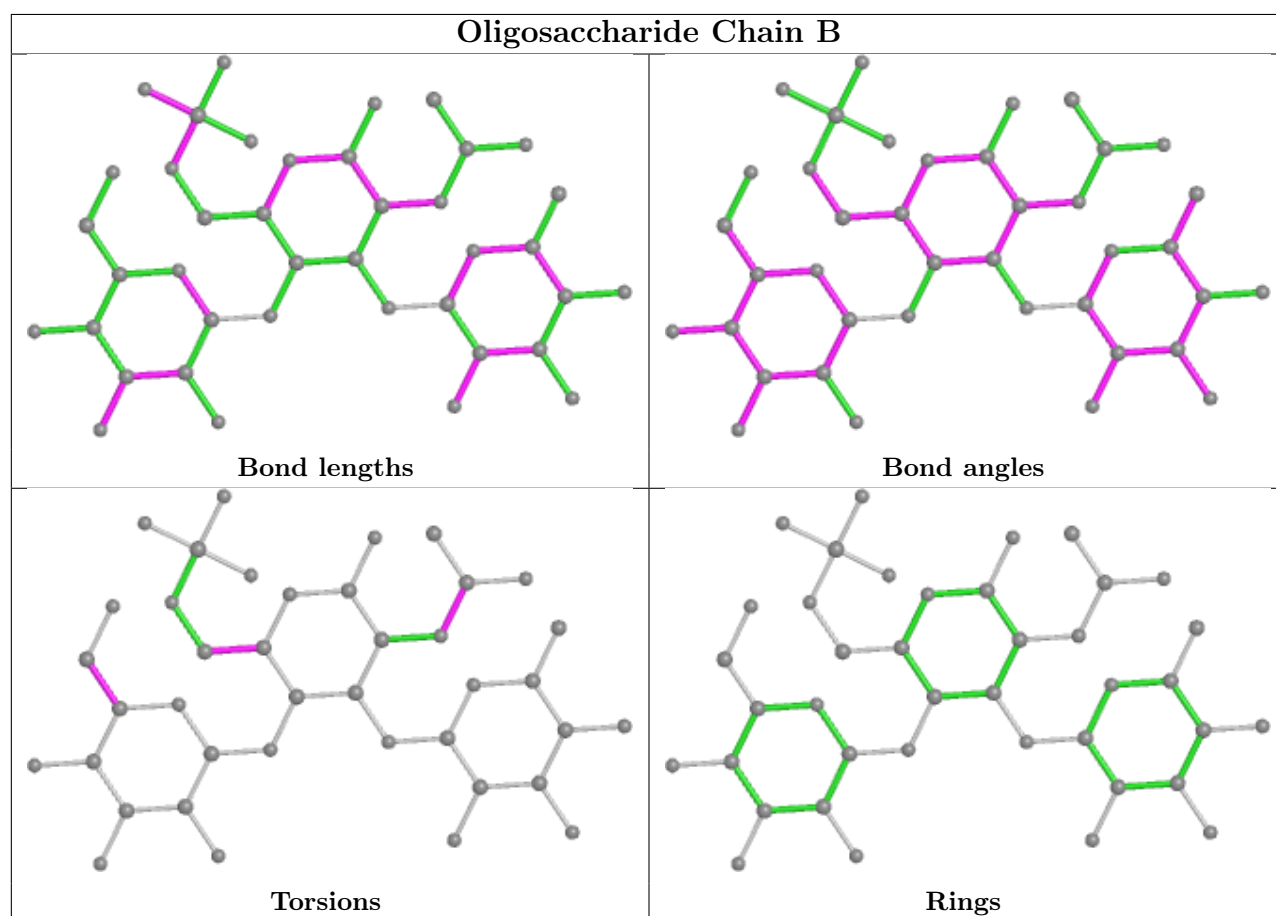 Oligosaccharide Chain B
Bond lengths
Bond angles
Torsions
Rings